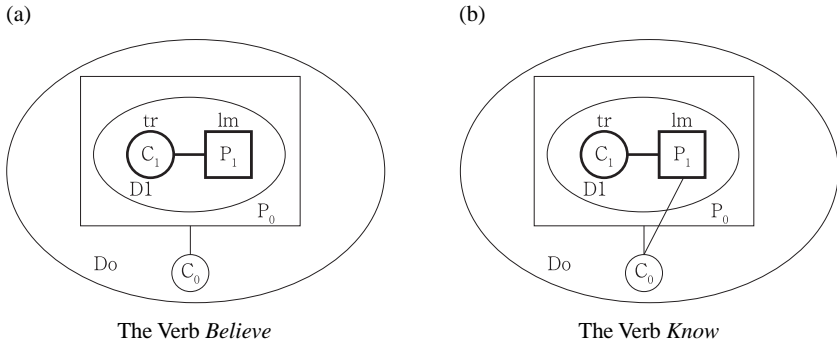 (a)
tr
lm
C₁
P₁
D1
P₀
Do
C₀
The Verb Believe
(b)
tr
lm
C₁
P₁
D1
P₀
Do
C₀
The Verb Know